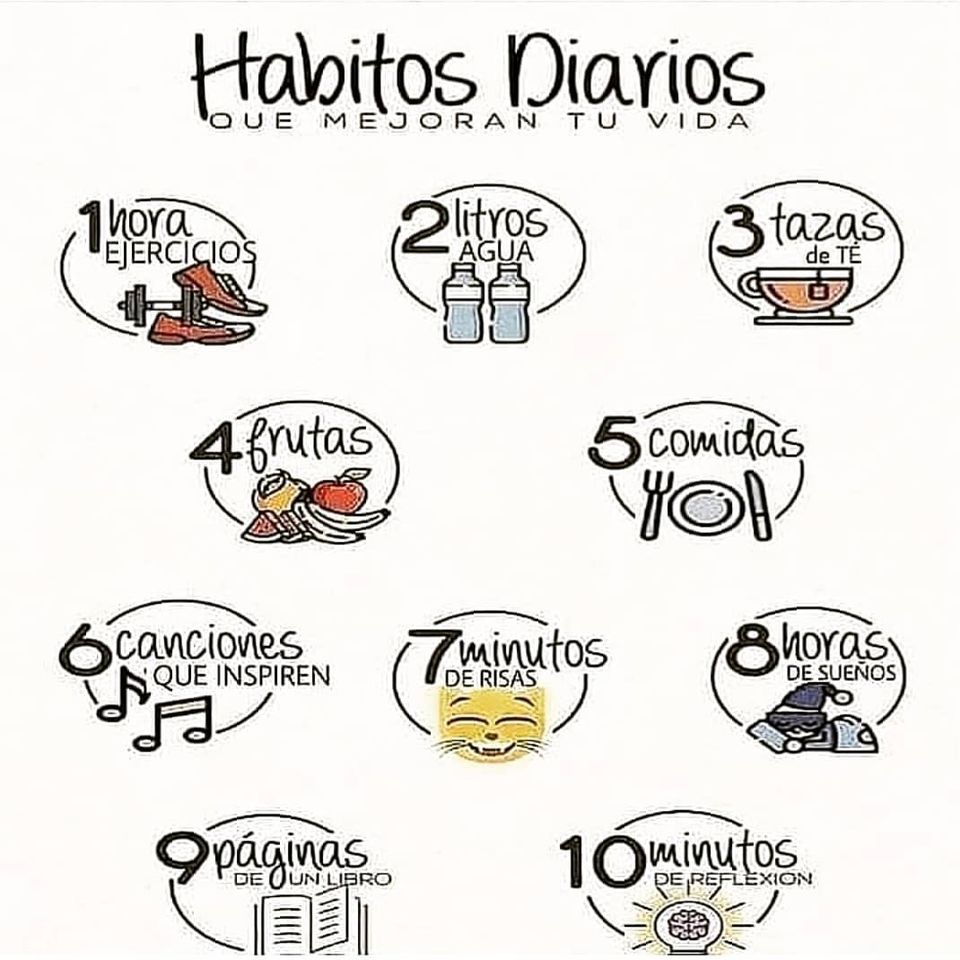 Habitos Diarios
QUE MEJORAN TU VIDA
1 hora
EJERCICIOS
2 litros
AGUA
3 tazas
de TÉ
4 frutas
5 comidas
6 canciones
QUE INSPIREN
7 minutos
DE RISAS
8 horas
DE SUEÑOS
9 páginas
DE UN LIBRO
10 minutos
DE REFLEXION